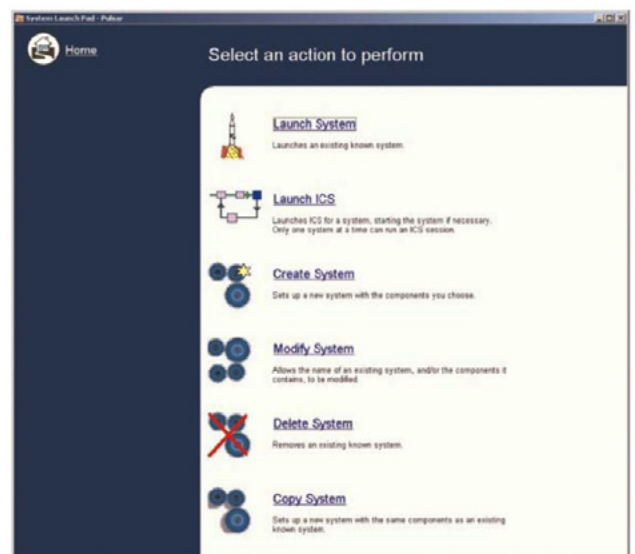 System Launch Pad - Pulsar
Home
Select an action to perform
Launch System
Launches an existing known system.
Launch ICS
Launches ICS for a system, starting the system if necessary.
Only one system at a time can run an ICS session.
Create System
Sets up a new system with the components you choose.
Modify System
Allows the name of an existing system, and/or the components it
contains, to be modified.
Delete System
Removes an existing known system.
Copy System
Sets up a new system with the same components as an existing
known system.